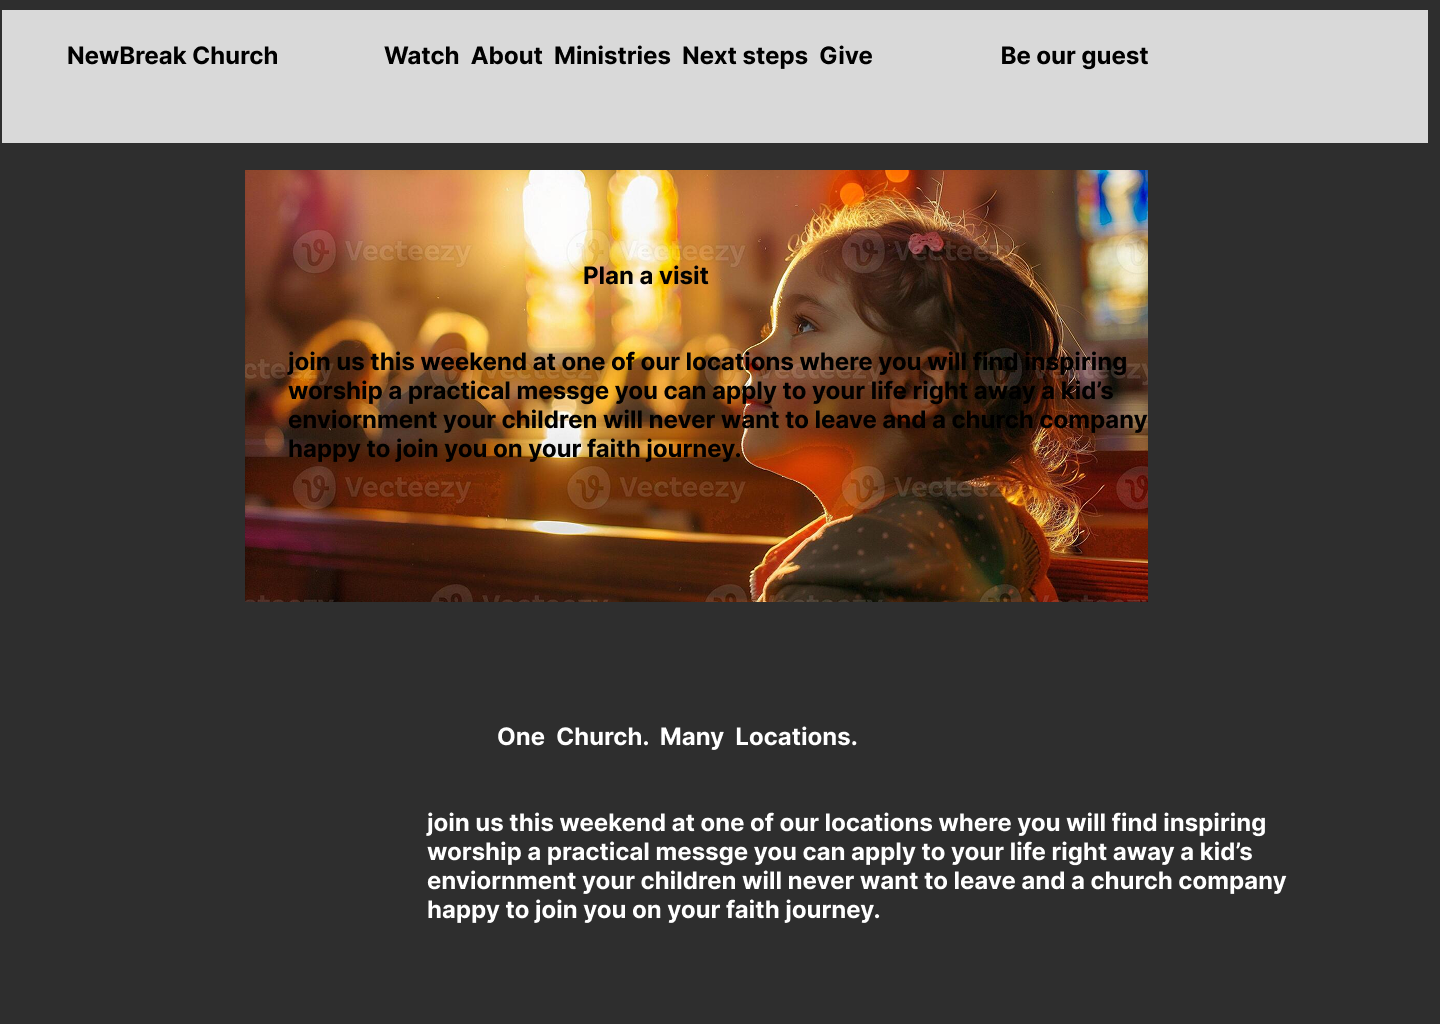 NewBreak Church Watch About Ministries Next steps Give Be our guest
Vecteezy Vecteezy Vecteezy
Plan a visit
join us this weekend at one of our locations where you will find inspiring
worship a practical messge you can apply to your life right away a kid’s
enviornment your children will never want to leave and a church company
happy to join you on your faith journey.
Vecteezy Vecteezy Vecteezy
One Church. Many Locations.
join us this weekend at one of our locations where you will find inspiring
worship a practical messge you can apply to your life right away a kid’s
enviornment your children will never want to leave and a church company
happy to join you on your faith journey.